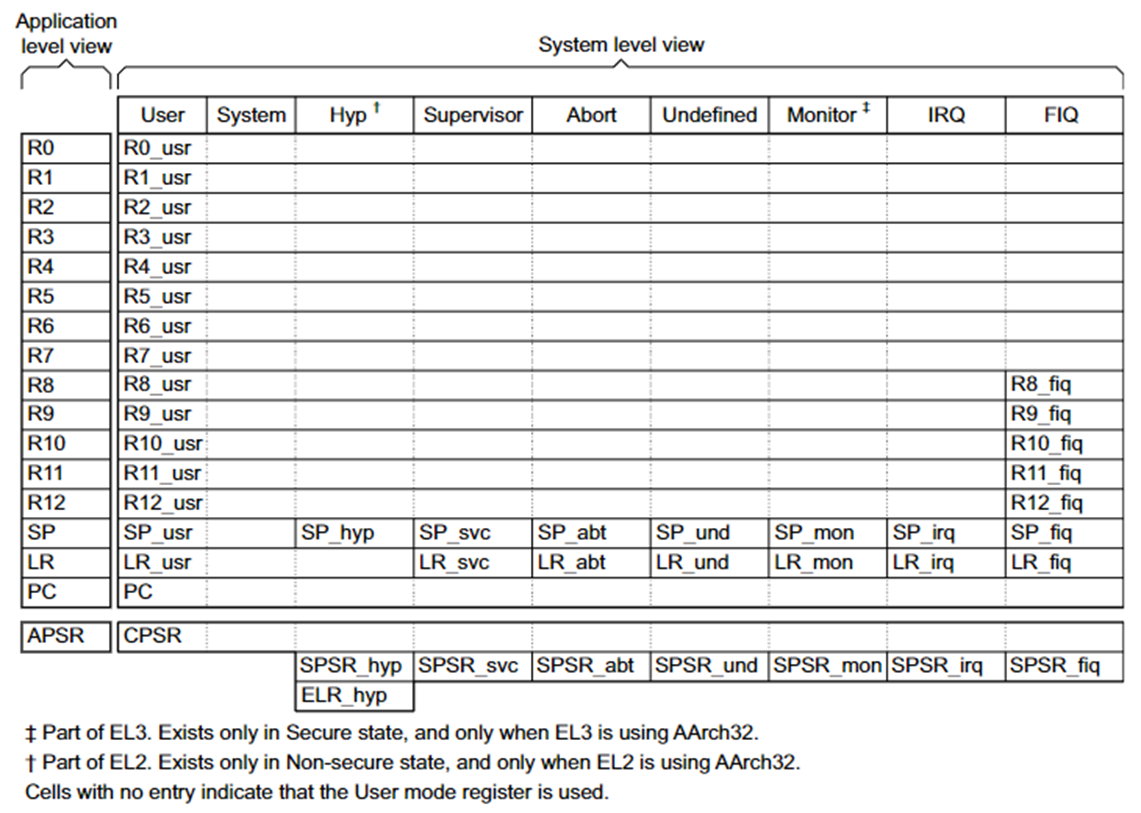 Application
level view
System level view
User System Hyp † Supervisor Abort Undefined Monitor ‡ IRQ FIQ
R0 R0_usr
R1 R1_usr
R2 R2_usr
R3 R3_usr
R4 R4_usr
R5 R5_usr
R6 R6_usr
R7 R7_usr
R8 R8_usr R8_fiq
R9 R9_usr R9_fiq
R10 R10_usr R10_fiq
R11 R11_usr R11_fiq
R12 R12_usr R12_fiq
SP SP_usr SP_hyp SP_svc SP_abt SP_und SP_mon SP_irq SP_fiq
LR LR_usr LR_svc LR_abt LR_und LR_mon LR_irq LR_fiq
PC PC
APSR CPSR
SPSR_hyp SPSR_svc SPSR_abt SPSR_und SPSR_mon SPSR_irq SPSR_fiq
ELR_hyp
‡ Part of EL3. Exists only in Secure state, and only when EL3 is using AArch32.
† Part of EL2. Exists only in Non-secure state, and only when EL2 is using AArch32.
Cells with no entry indicate that the User mode register is used.